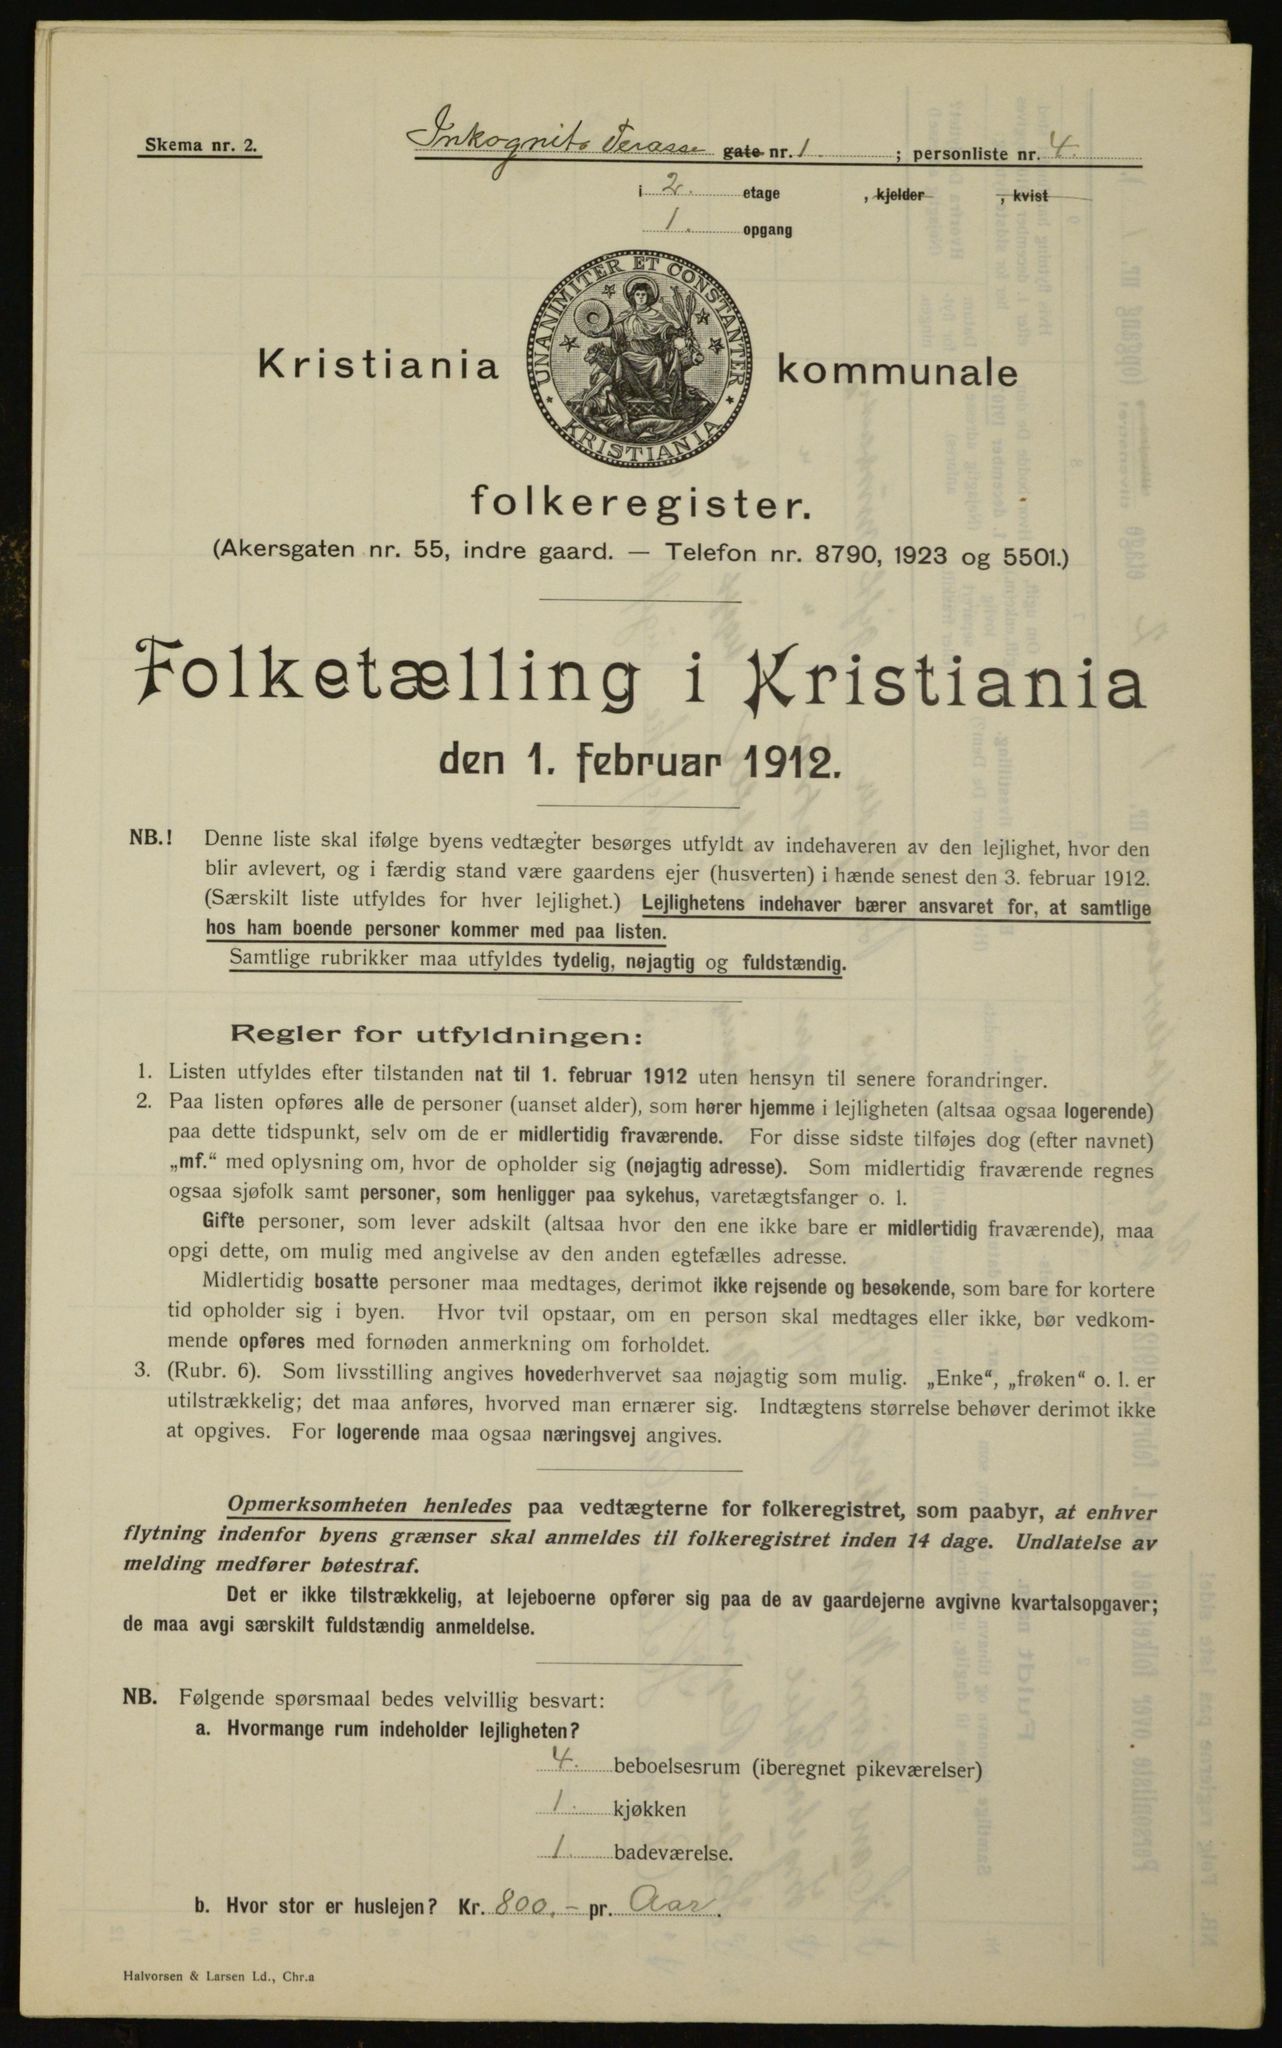 Skema nr. 2.
Inkognito Terasse gate nr. 1. ; personliste nr. 4.
i 2. etage , kjelder , kvist
1. opgang
UNANIMITER ET CONSTANTER
KRISTIANIA
Kristiania kommunale
folkeregister.
(Akersgaten nr. 55, indre gaard. — Telefon nr. 8790, 1923 og 5501.)
Folketælling i Kristiania
den 1. februar 1912.
NB.! Denne liste skal ifølge byens vedtægter besørges utfyldt av indehaveren av den lejlighet, hvor den
blir avlevert, og i færdig stand være gaardens ejer (husverten) i hænde senest den 3. februar 1912.
(Særskilt liste utfyldes for hver lejlighet.) Lejlighetens indehaver bærer ansvaret for, at samtlige
hos ham boende personer kommer med paa listen.
Samtlige rubrikker maa utfyldes tydelig, nøjagtig og fuldstændig.
Regler for utfyldningen:
1. Listen utfyldes efter tilstanden nat til 1. februar 1912 uten hensyn til senere forandringer.
2. Paa listen opføres alle de personer (uanset alder), som hører hjemme i lejligheten (altsaa ogsaa logerende)
paa dette tidspunkt, selv om de er midlertidig fraværende. For disse sidste tilføjes dog (efter navnet)
„mf.“ med oplysning om, hvor de opholder sig (nøjagtig adresse). Som midlertidig fraværende regnes
ogsaa sjøfolk samt personer, som henligger paa sykehus, varetægtsfanger o. l.
Gifte personer, som lever adskilt (altsaa hvor den ene ikke bare er midlertidig fraværende), maa
opgi dette, om mulig med angivelse av den anden egtefælles adresse.
Midlertidig bosatte personer maa medtages, derimot ikke rejsende og besøkende, som bare for kortere
tid opholder sig i byen. Hvor tvil opstaar, om en person skal medtages eller ikke, bør vedkom-
mende opføres med fornøden anmerkning om forholdet.
3. (Rubr. 6). Som livsstilling angives hovederhvervet saa nøjagtig som mulig. „Enke“, „frøken“ o. l. er
utilstrækkelig; det maa anføres, hvorved man ernærer sig. Indtægtens størrelse behøver derimot ikke
at opgives. For logerende maa ogsaa næringsvej angives.
Opmerksomheten henledes paa vedtægterne for folkeregistret, som paabyr, at enhver
flytning indenfor byens grænser skal anmeldes til folkeregistret inden 14 dage. Undlatelse av
melding medfører bøtestraf.
Det er ikke tilstrækkelig, at lejeboerne opfører sig paa de av gaardejerne avgivne kvartalsopgaver;
de maa avgi særskilt fuldstændig anmeldelse.
NB. Følgende spørsmaal bedes velvillig besvart:
a. Hvormange rum indeholder lejligheten?
4. beboelsesrum (iberegnet pikeværelser)
1. kjøkken
1. badeværelse.
b. Hvor stor er huslejen? Kr. 800.– pr. Aar.
Halvorsen & Larsen Ld., Chr.a